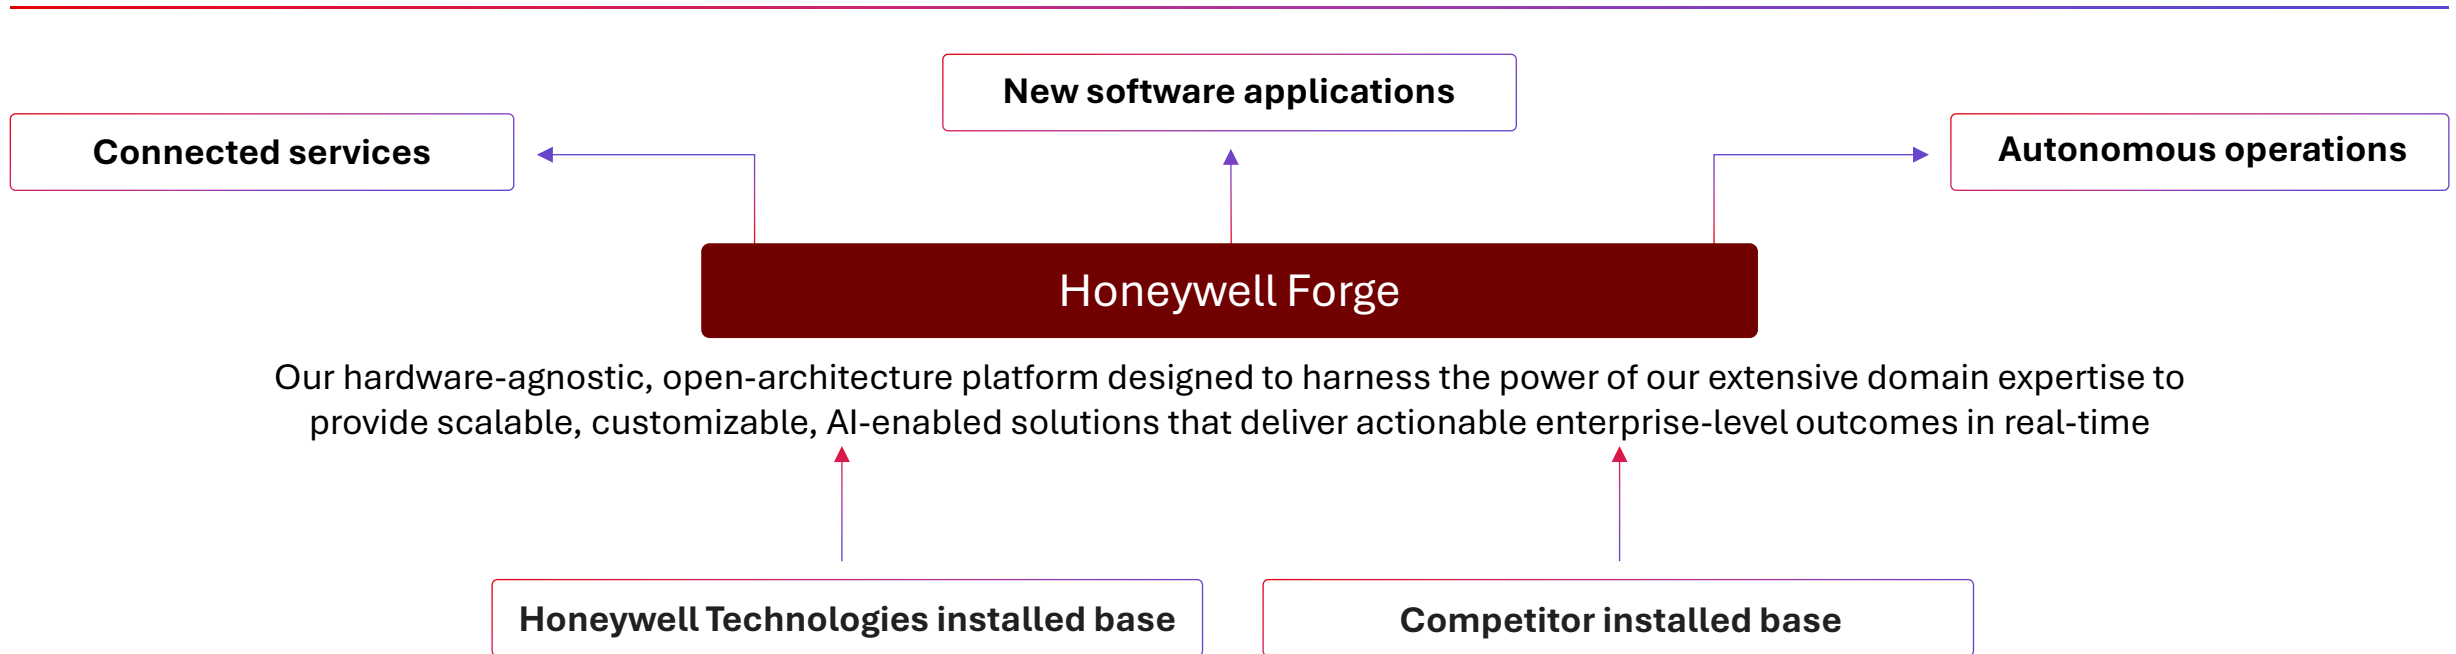 New software applications
Connected services
Autonomous operations
Honeywell Forge
Our hardware-agnostic, open-architecture platform designed to harness the power of our extensive domain expertise to
provide scalable, customizable, AI-enabled solutions that deliver actionable enterprise-level outcomes in real-time
Honeywell Technologies installed base
Competitor installed base